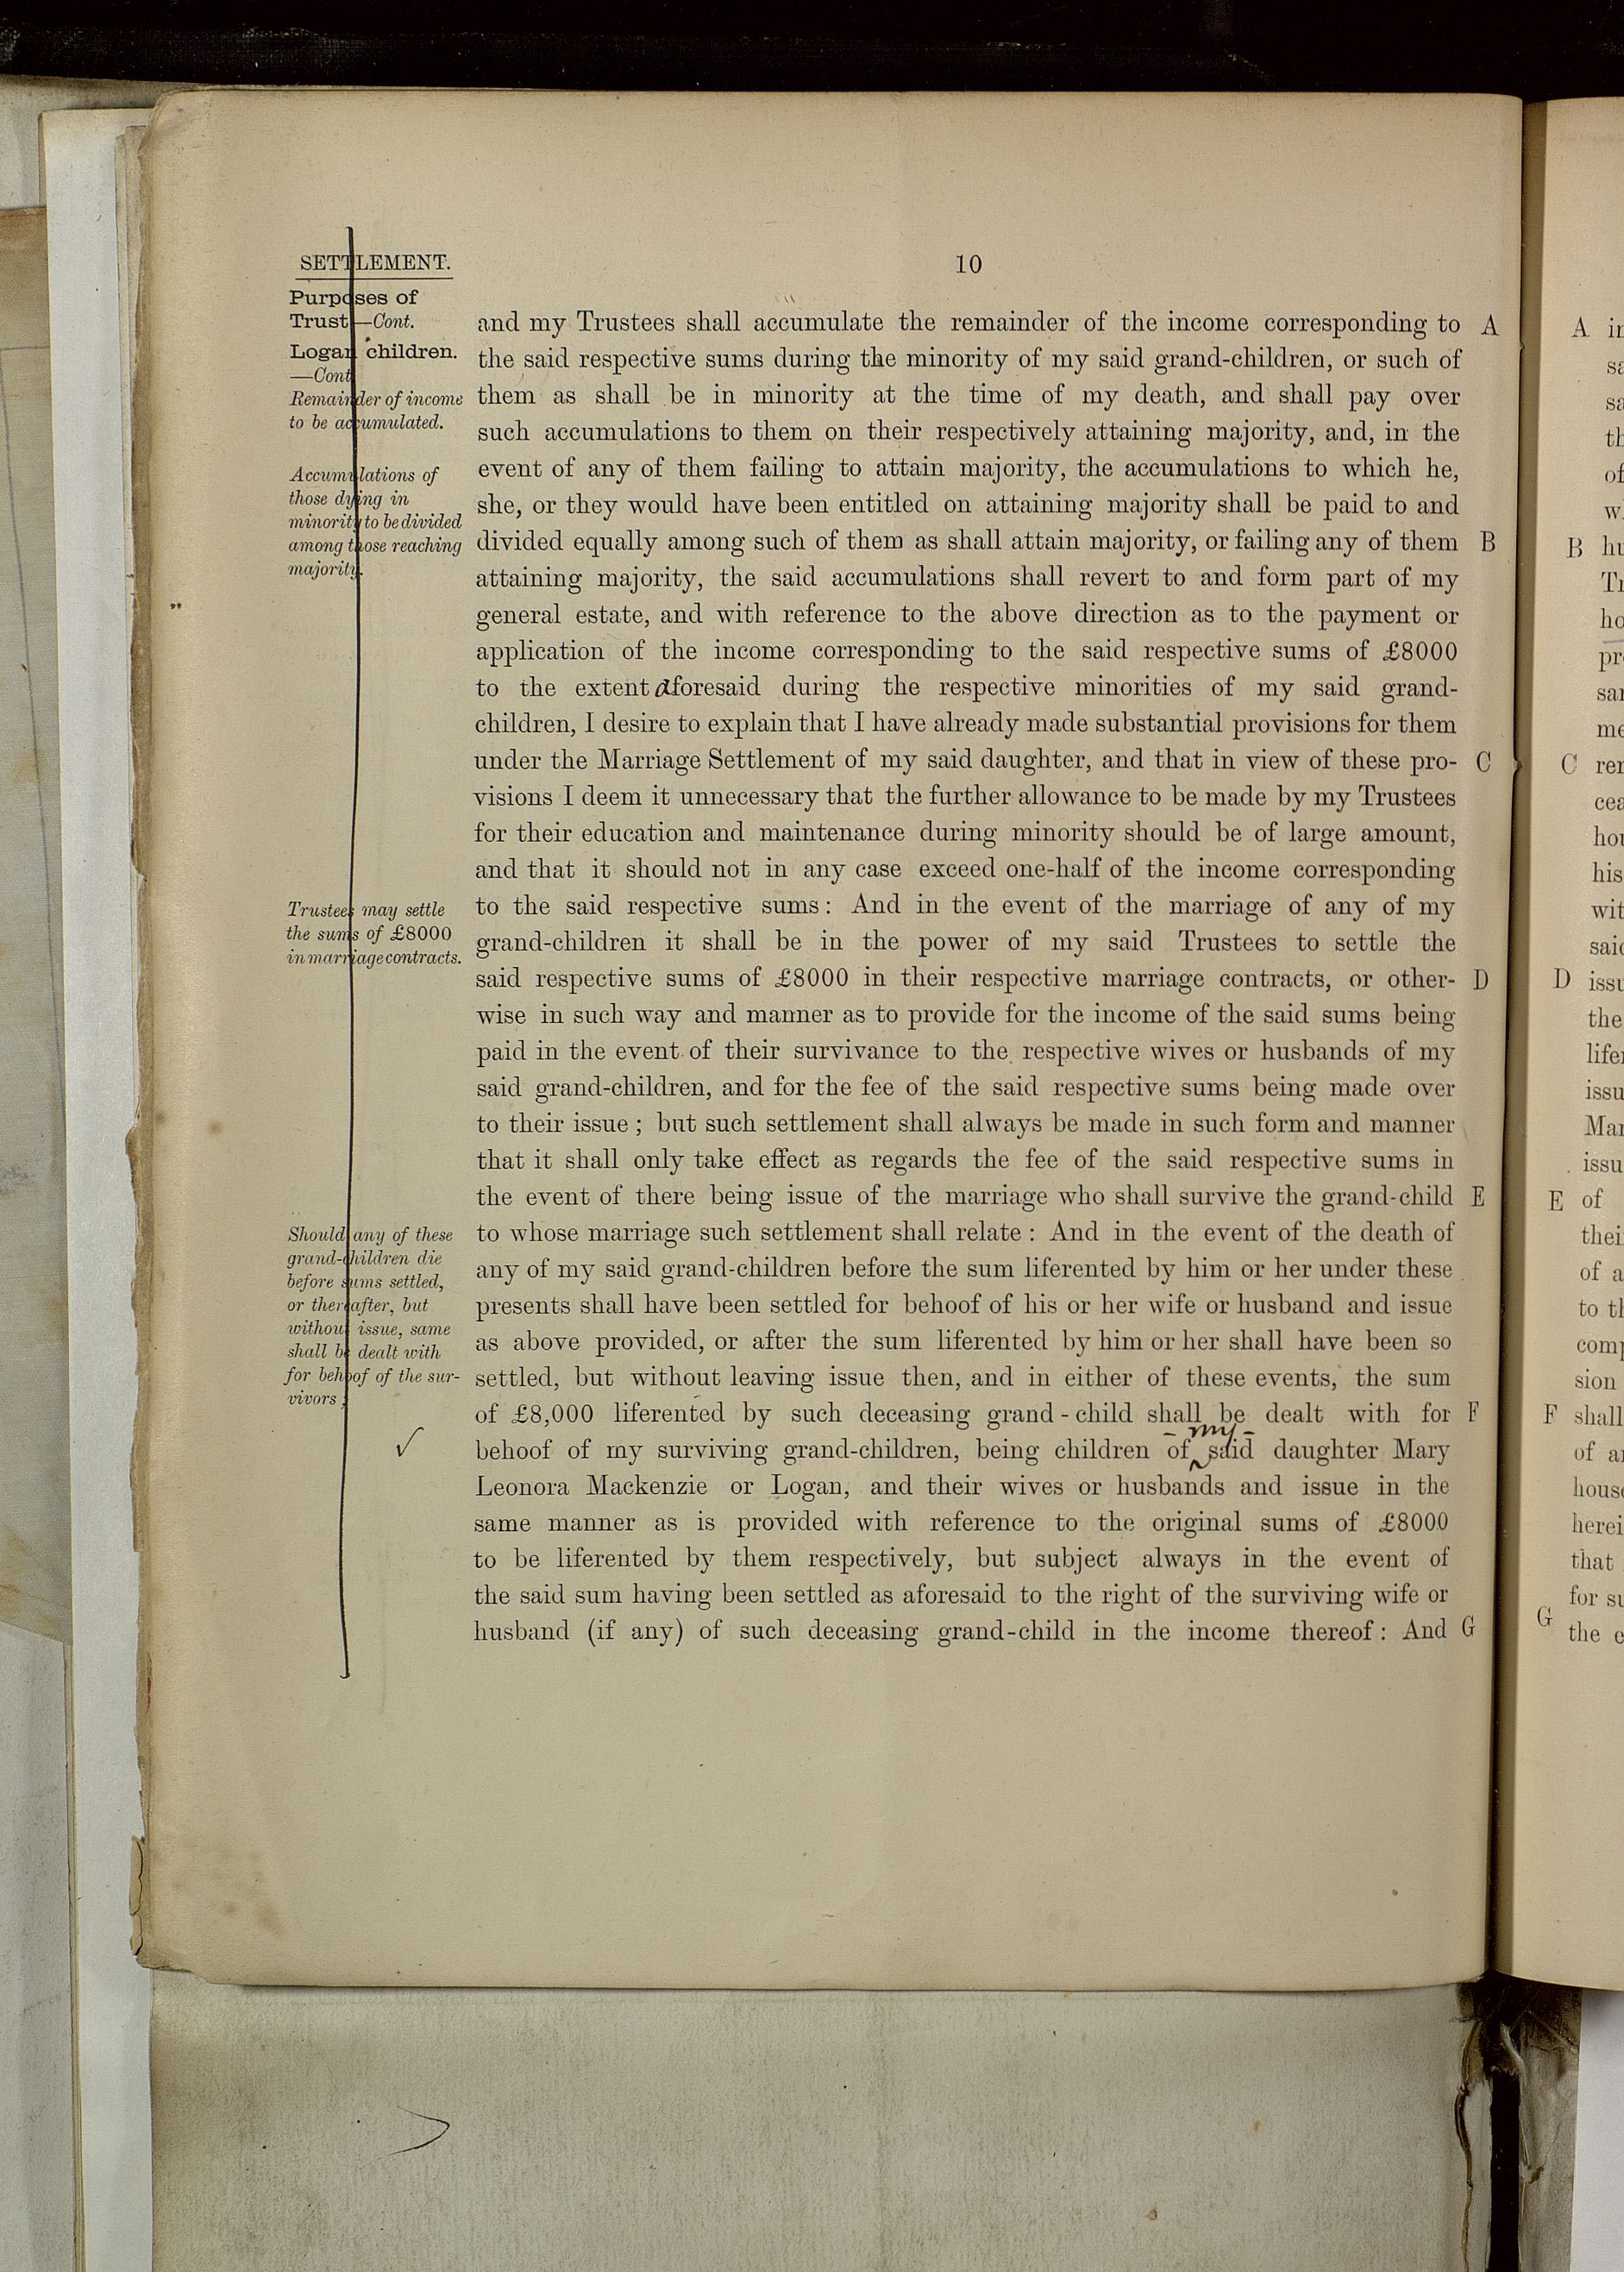 SETTLEMENT.
10
Purposes of
Trust—Cont.
Logan children.
—Cont.
Remainder of income
to be accumulated.
Accumulations of
those dying in
minority to be divided
among those reaching
majority.
Trustees may settle
the sums of £8000
in marriage contracts.
Should any of these
grand-children die
before sums settled,
or thereafter, but
without issue, same
shall be dealt with
for behoof of the sur-
vivors;
and my Trustees shall accumulate the remainder of the income corresponding to A
the said respective sums during the minority of my said grand-children, or such of
them as shall be in minority at the time of my death, and shall pay over
such accumulations to them on their respectively attaining majority, and, in the
event of any of them failing to attain majority, the accumulations to which he,
she, or they would have been entitled on attaining majority shall be paid to and
divided equally among such of them as shall attain majority, or failing any of them B
attaining majority, the said accumulations shall revert to and form part of my
general estate, and with reference to the above direction as to the payment or
application of the income corresponding to the said respective sums of £8000
to the extent aforesaid during the respective minorities of my said grand-
children, I desire to explain that I have already made substantial provisions for them
under the Marriage Settlement of my said daughter, and that in view of these pro- C
visions I deem it unnecessary that the further allowance to be made by my Trustees
for their education and maintenance during minority should be of large amount,
and that it should not in any case exceed one-half of the income corresponding
to the said respective sums: And in the event of the marriage of any of my
grand-children it shall be in the power of my said Trustees to settle the
said respective sums of £8000 in their respective marriage contracts, or other- D
wise in such way and manner as to provide for the income of the said sums being
paid in the event of their survivance to the respective wives or husbands of my
said grand-children, and for the fee of the said respective sums being made over
to their issue; but such settlement shall always be made in such form and manner
that it shall only take effect as regards the fee of the said respective sums in
the event of there being issue of the marriage who shall survive the grand-child E
to whose marriage such settlement shall relate: And in the event of the death of
any of my said grand-children before the sum liferented by him or her under these
presents shall have been settled for behoof of his or her wife or husband and issue
as above provided, or after the sum liferented by him or her shall have been so
settled, but without leaving issue then, and in either of these events, the sum
of £8,000 liferented by such deceasing grand-child shall be dealt with for F
my
behoof of my surviving grand-children, being children of said daughter Mary
Leonora Mackenzie or Logan, and their wives or husbands and issue in the
same manner as is provided with reference to the original sums of £8000
to be liferented by them respectively, but subject always in the event of
the said sum having been settled as aforesaid to the right of the surviving wife or
husband (if any) of such deceasing grand-child in the income thereof: And G
A
B
C
D
issu
the
issu
issu
E of
of a
F shall
of a
that
G
the